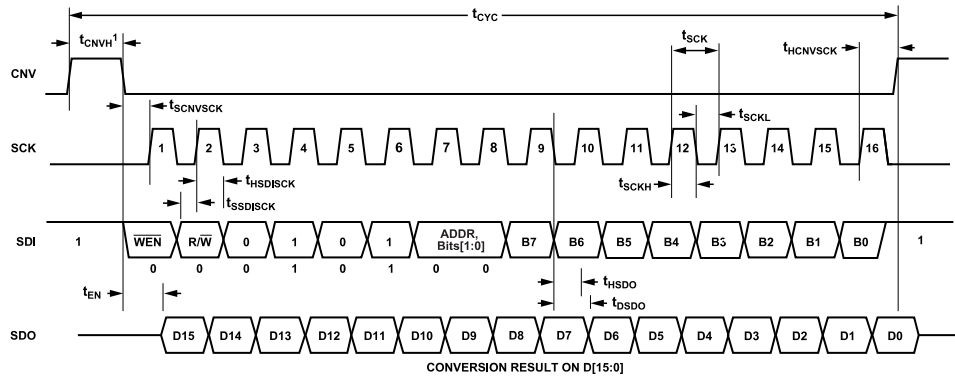 tCYC
tCNVH1
tSCK
tHCNVSCK
CNV
tSCNVSCK
tSCKL
SCK
1 2 3 4 5 6 7 8 9 10 11 12 13 14 15 16
tHSDISCK
tSCKH
tSSDISCK
SDI
1 WEN R/W 0 1 0 1 ADDR, Bits[1:0] B7 B6 B5 B4 B3 B2 B1 B0 1
0 0 0 1 0 1 0 0
tHSDO
tEN
tDSDO
SDO
D15 D14 D13 D12 D11 D10 D9 D8 D7 D6 D5 D4 D3 D2 D1 D0
CONVERSION RESULT ON D[15:0]